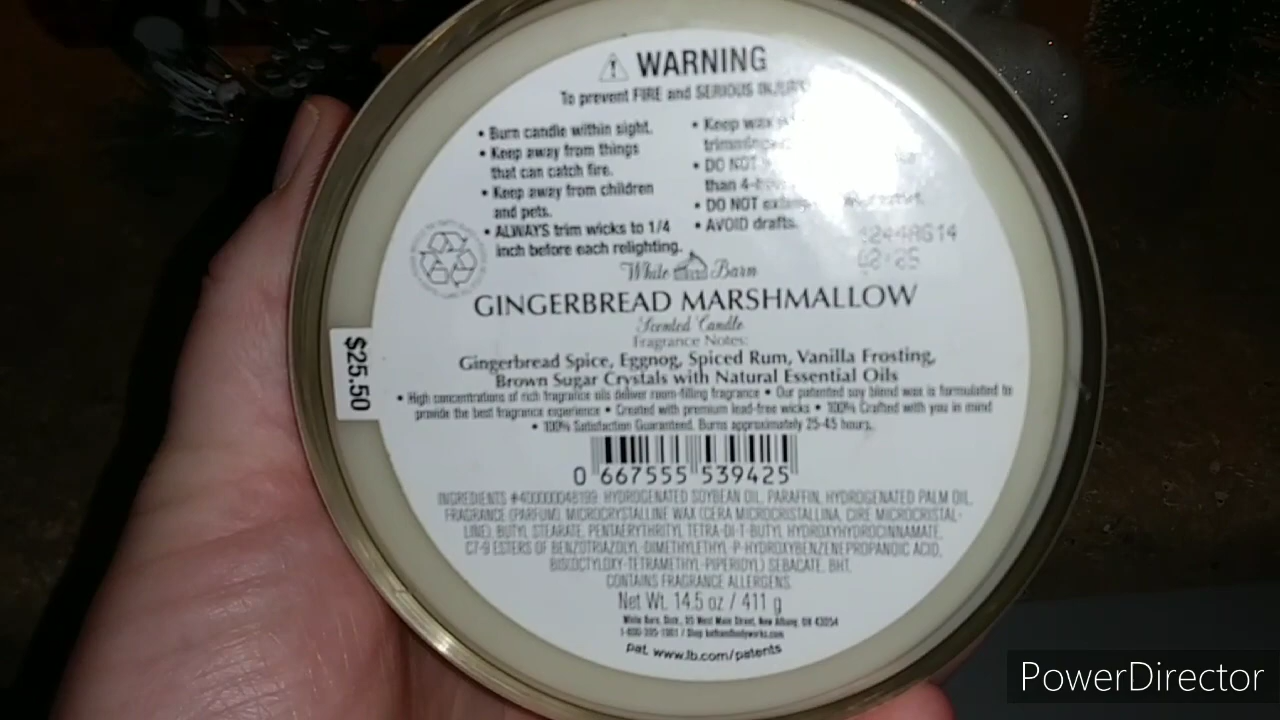 WARNING
To prevent FIRE and SERIOUS INJURY
• Burn candle within sight.
• Keep away from things
that can catch fire.
• Keep away from children
and pets.
• ALWAYS trim wicks to 1/4
inch before each relighting.
• Keep wax
trimmings
• DO NOT
than 4-
• DO NOT
• AVOID drafts.
4244AG14
02:25
White Barn
GINGERBREAD MARSHMALLOW
Scented Candle
Fragrance Notes:
Gingerbread Spice, Eggnog, Spiced Rum, Vanilla Frosting,
Brown Sugar Crystals with Natural Essential Oils
• High concentrations of rich fragrance oils deliver room-filling fragrance • Our patented soy blend wax is formulated to
provide the best fragrance experience • Created with premium lead-free wicks • 100% Crafted with you in mind
• 100% Satisfaction Guaranteed. Burns approximately 25-45 hours.
$25.50
0 667555 539425
INGREDIENTS #400000048199: HYDROGENATED SOYBEAN OIL, PARAFFIN, HYDROGENATED PALM OIL,
FRAGRANCE (PARFUM), MICROCRYSTALLINE WAX (CERA MICROCRISTALLINA, CIRE MICROCRISTAL-
LINE), BUTYL STEARATE, PENTAERYTHRITYL TETRA-DI-T-BUTYL HYDROXYHYDROCINNAMATE,
C7-9 ESTERS OF BENZOTRIAZOLYL-DIMETHYLETHYL-P-HYDROXYBENZENEPROPANOIC ACID,
BIS(OCTYLOXY-TETRAMETHYL-PIPERIDYL) SEBACATE, BHT.
CONTAINS FRAGRANCE ALLERGENS.
Net Wt. 14.5 oz / 411 g
White Barn, Distr., 95 West Main Street, New Albany, OH 43054
1-800-395-1001 / Shop bathandbodyworks.com
pat. www.lb.com/patents
PowerDirector